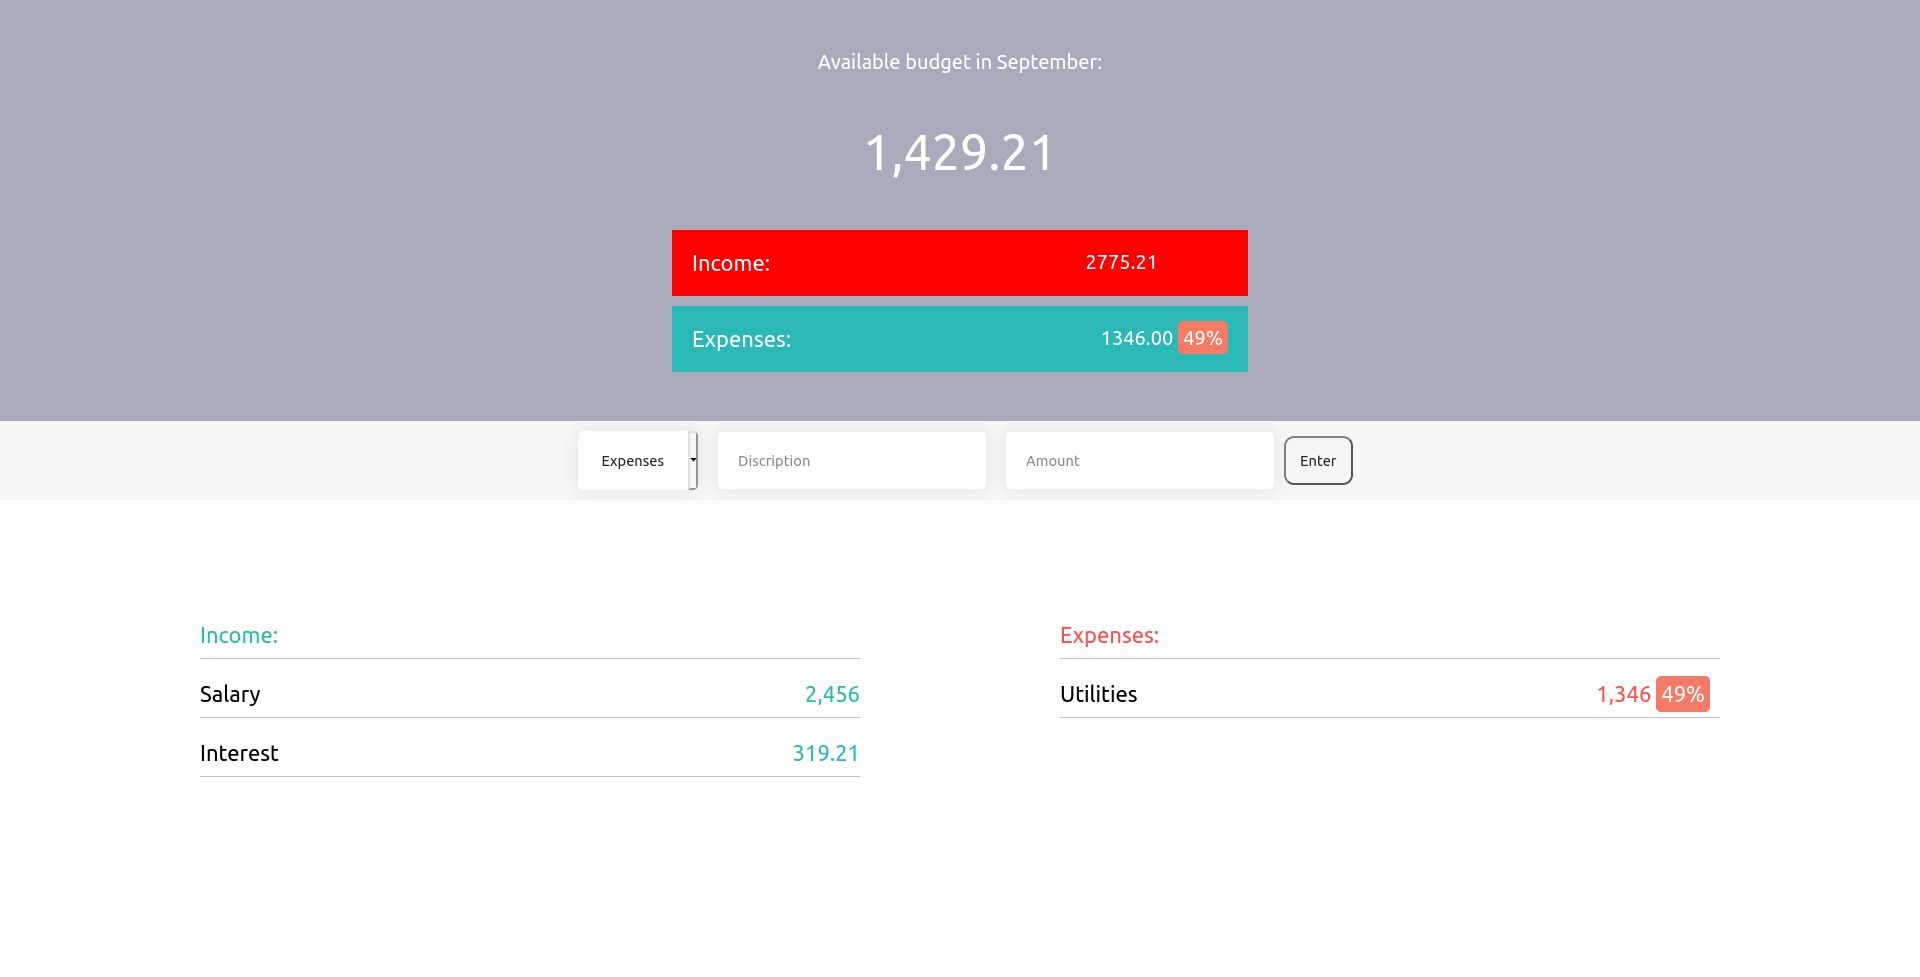 Available budget in September:
1,429.21
Income: 2775.21
Expenses: 1346.00 49%
Expenses Discription Amount Enter
Income:
Salary 2,456
Interest 319.21
Expenses:
Utilities 1,346 49%